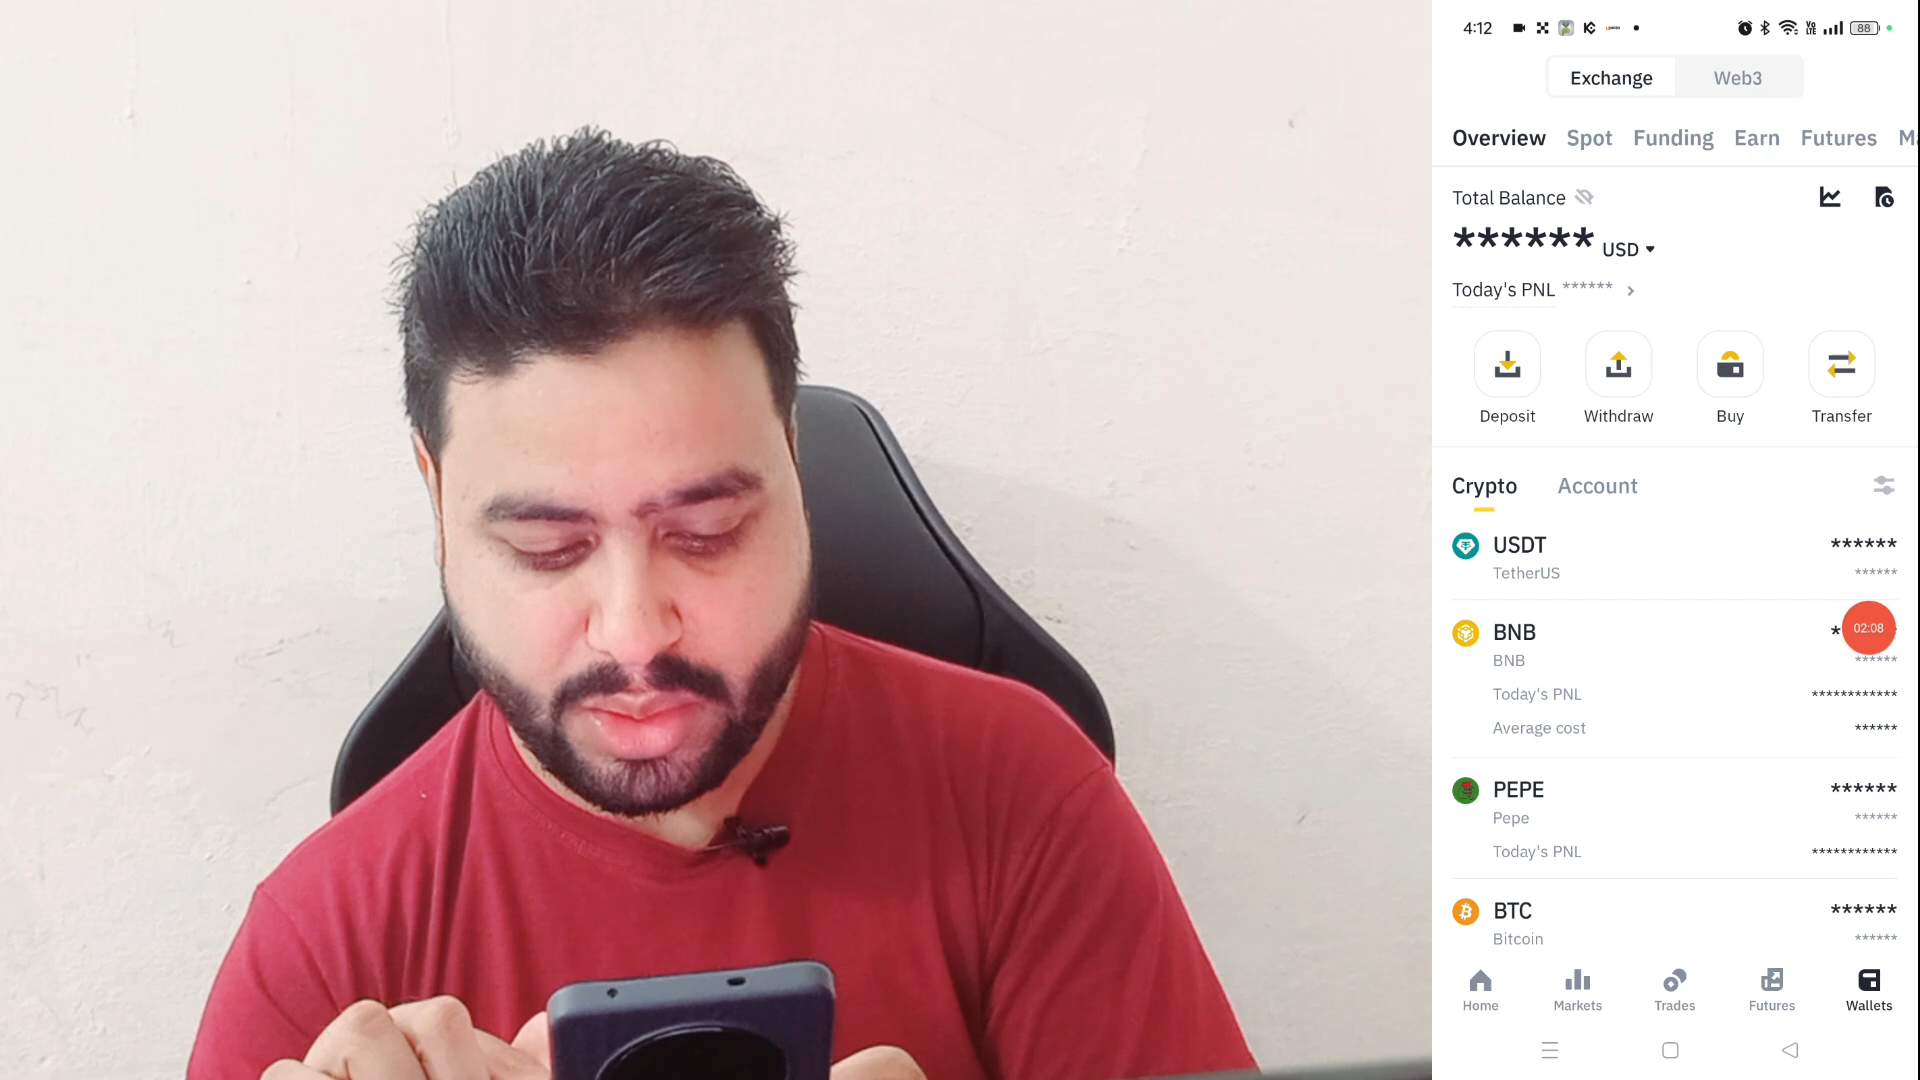 4:12 88
Exchange Web3
Overview Spot Funding Earn Futures
Total Balance
****** USD
Today's PNL ******
Deposit Withdraw Buy Transfer
Crypto Account
USDT ******
TetherUS ******
BNB * 02:08
BNB ******
Today's PNL ************
Average cost ******
PEPE ******
Pepe ******
Today's PNL ************
BTC ******
Bitcoin ******
Home Markets Trades Futures Wallets